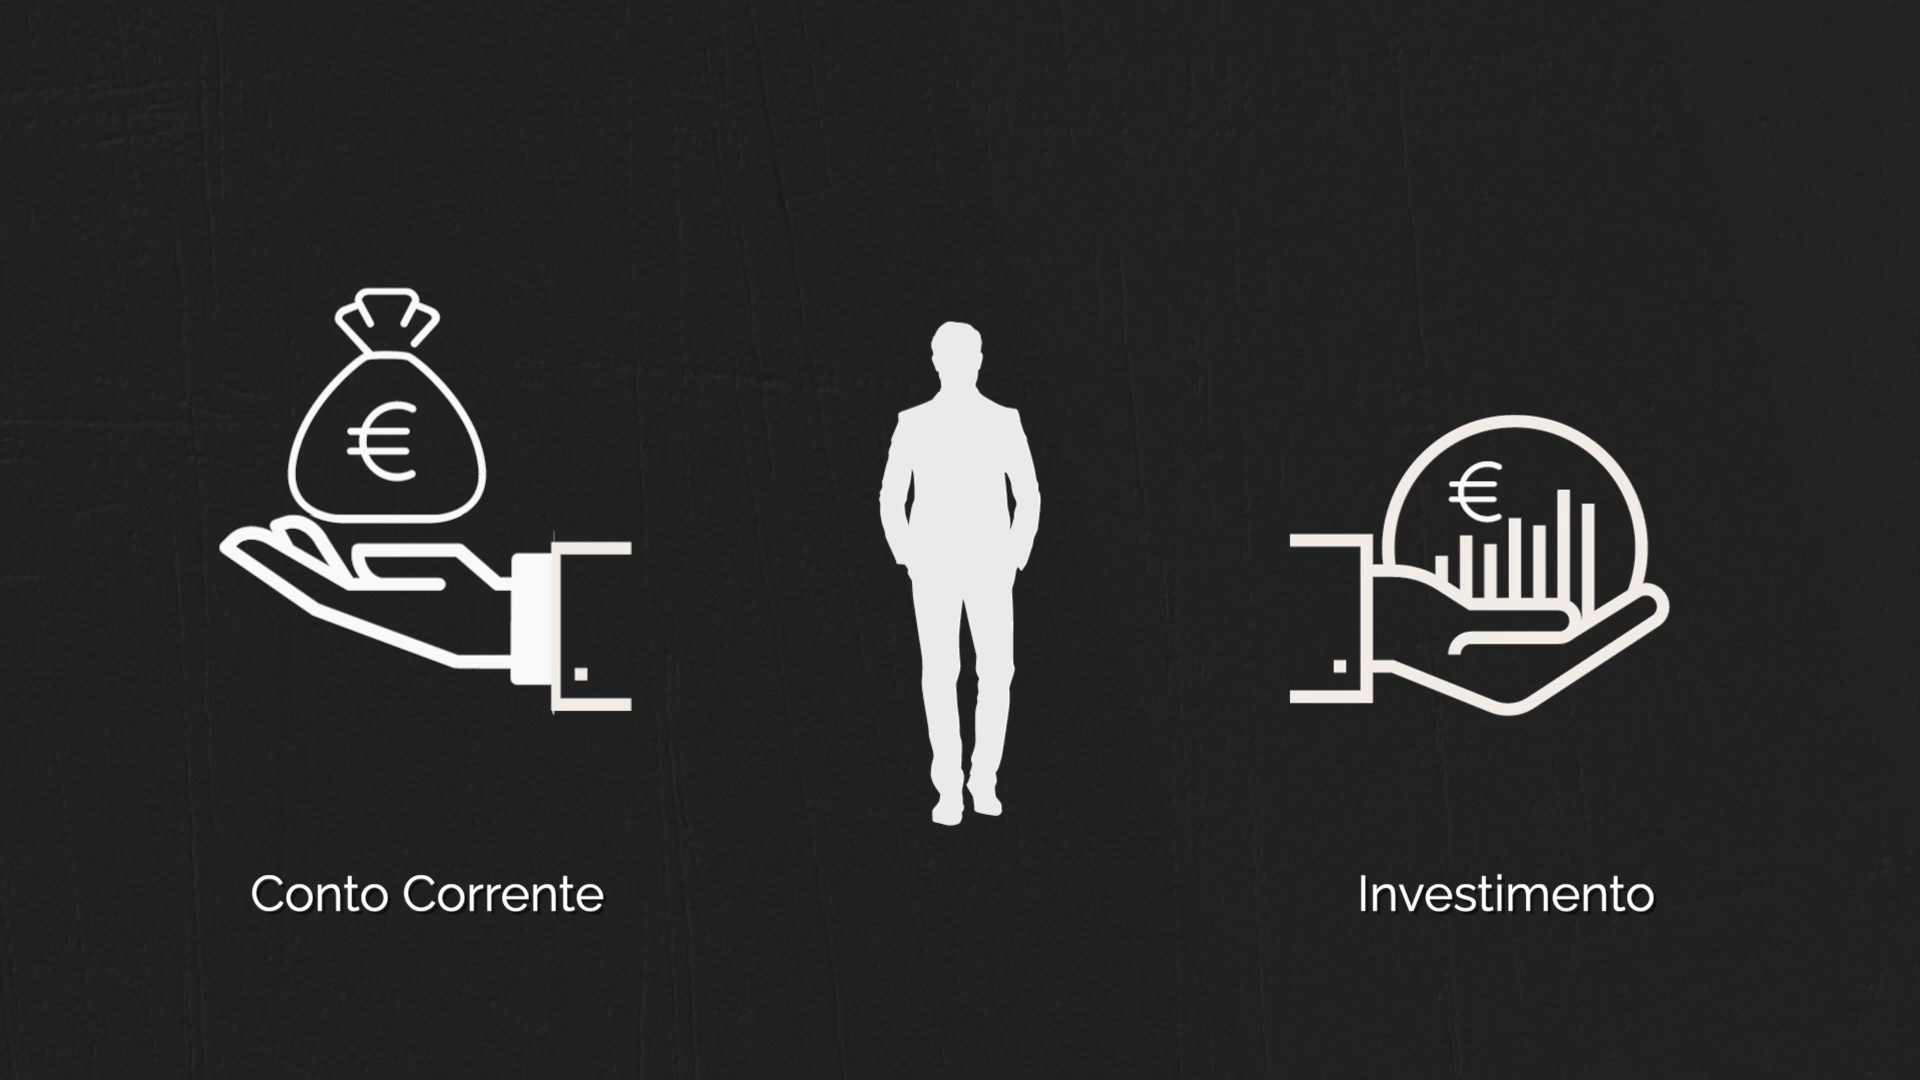 €
€
Conto Corrente
Investimento